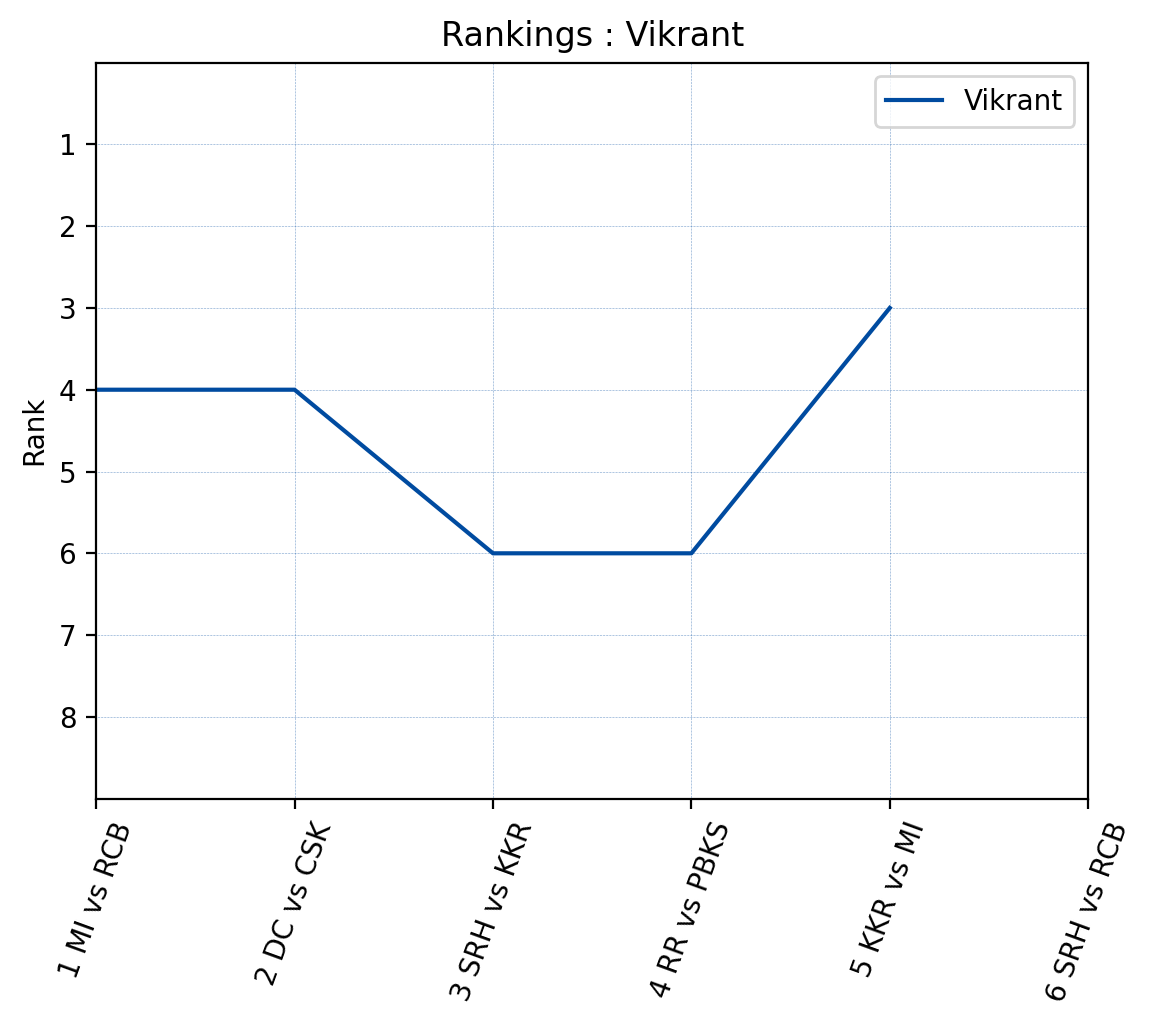 Rankings : Vikrant
Vikrant
1
2
3
4
5
6
7
8
Rank
1 MI vs RCB
2 DC vs CSK
3 SRH vs KKR
4 RR vs PBKS
5 KKR vs MI
6 SRH vs RCB